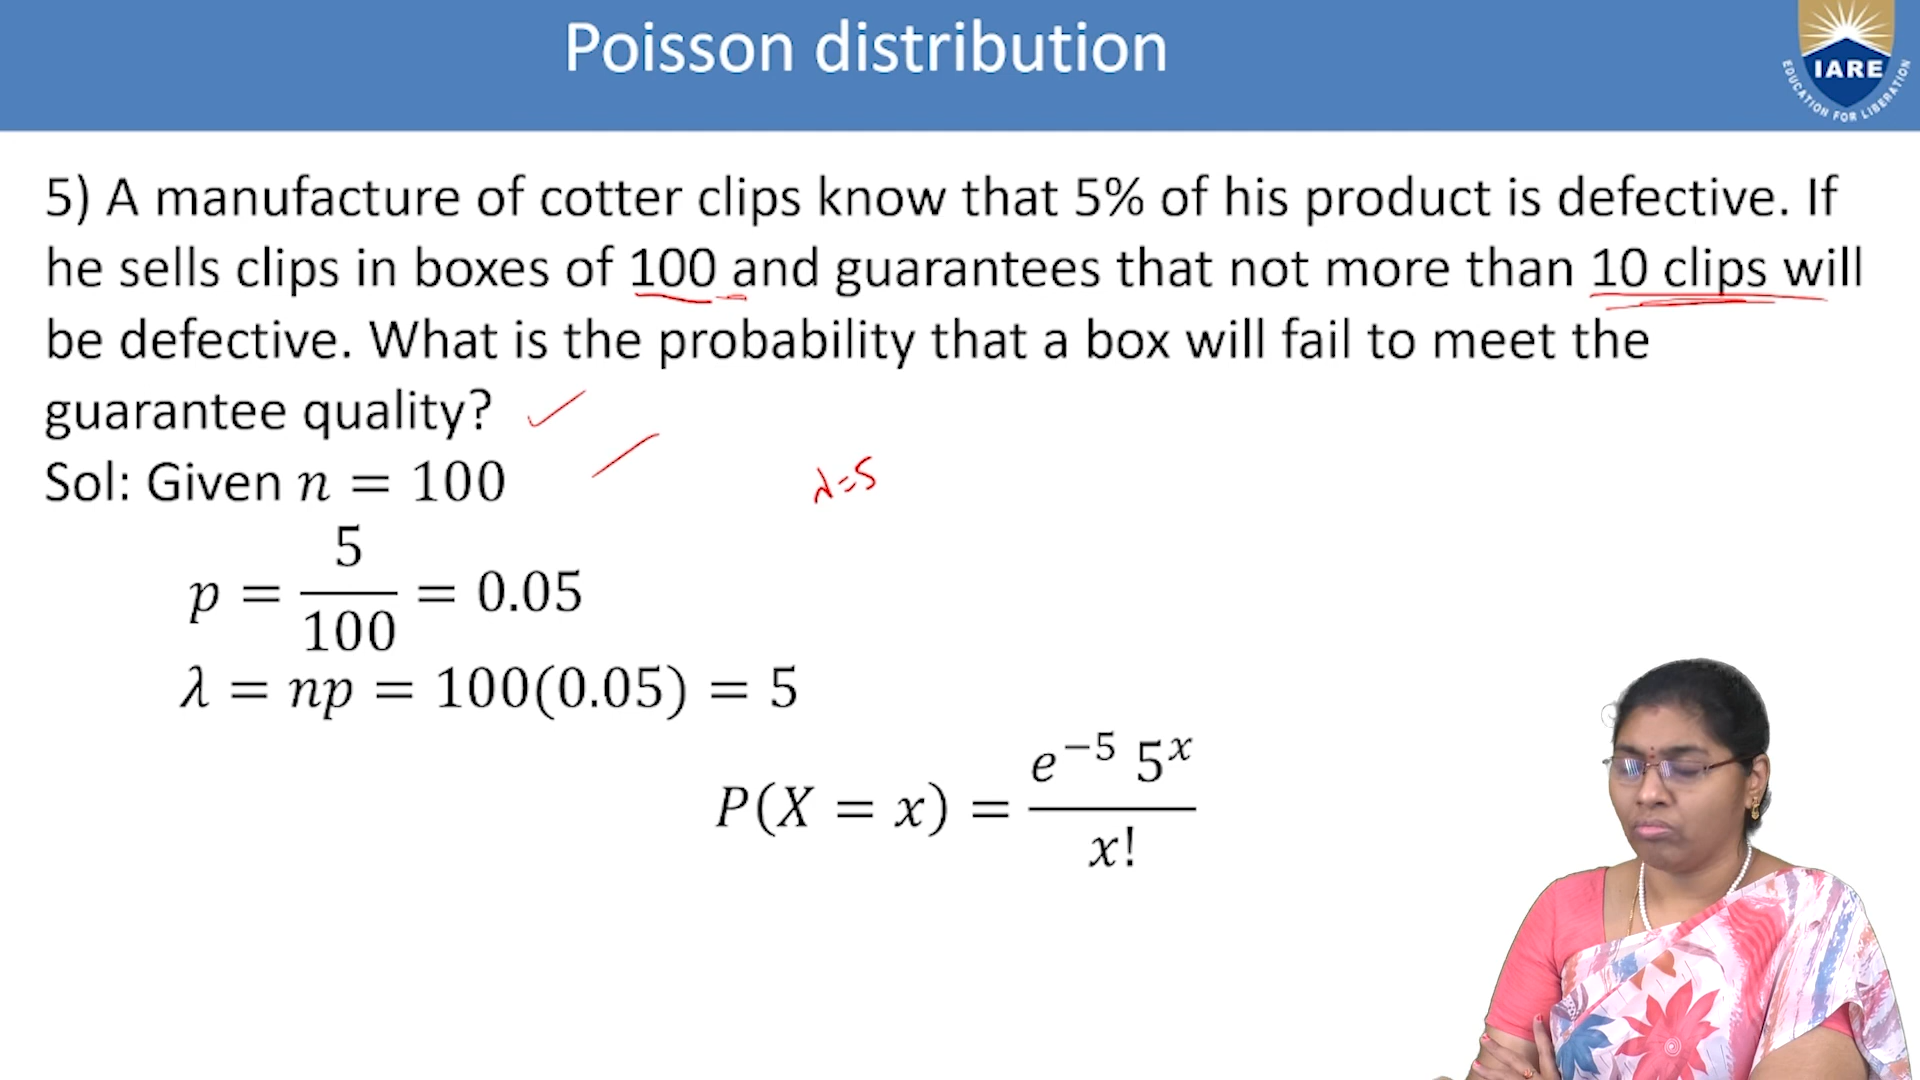 Poisson distribution
IARE
EDUCATION FOR LIBERATION
5) A manufacture of cotter clips know that 5% of his product is defective. If
he sells clips in boxes of 100 and guarantees that not more than 10 clips will
be defective. What is the probability that a box will fail to meet the
guarantee quality?
Sol: Given n = 100
λ=5
p = 5/100 = 0.05
λ = np = 100(0.05) = 5
P(X = x) = e^{-5} 5^x / x!